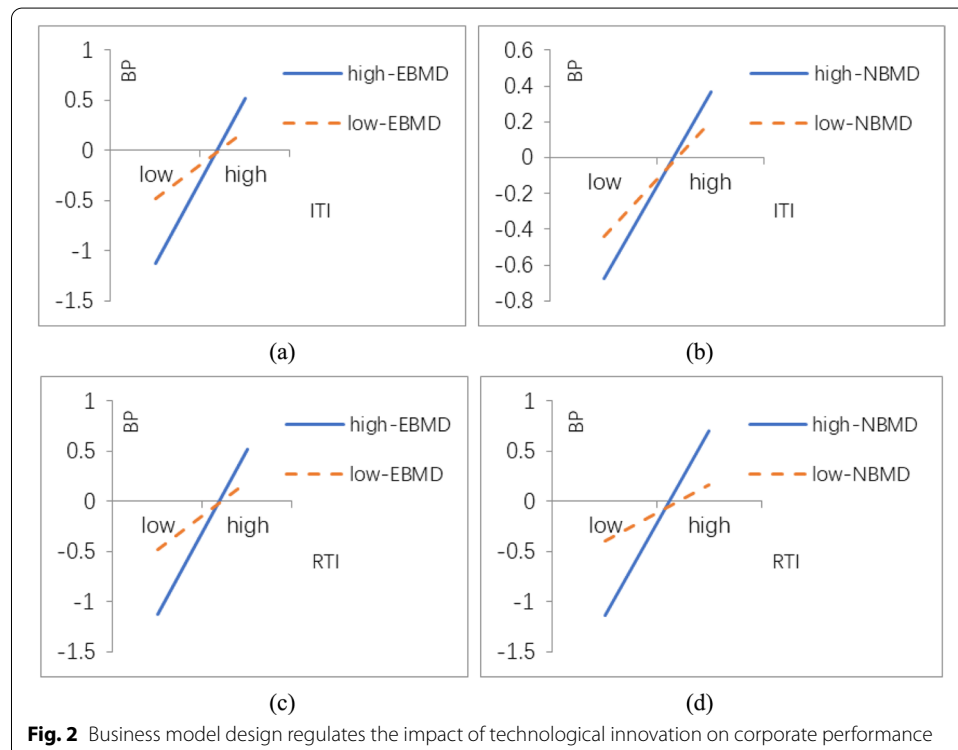 1
0.5
0
-0.5
-1
-1.5
BP
low
high
ITI
high-EBMD
low-EBMD
(a)
0.6
0.4
0.2
0
-0.2
-0.4
-0.6
-0.8
BP
low
high
ITI
high-NBMD
low-NBMD
(b)
1
0.5
0
-0.5
-1
-1.5
BP
low
high
RTI
high-EBMD
low-EBMD
(c)
1
0.5
0
-0.5
-1
-1.5
BP
low
high
RTI
high-NBMD
low-NBMD
(d)
Fig. 2 Business model design regulates the impact of technological innovation on corporate performance